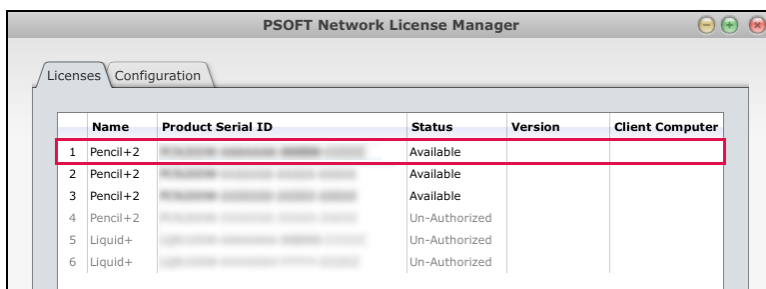 PSOFT Network License Manager
Licenses Configuration
Name Product Serial ID Status Version Client Computer
1 Pencil+2 Available
2 Pencil+2 Available
3 Pencil+2 Available
4 Pencil+2 Un-Authorized
5 Liquid+ Un-Authorized
6 Liquid+ Un-Authorized